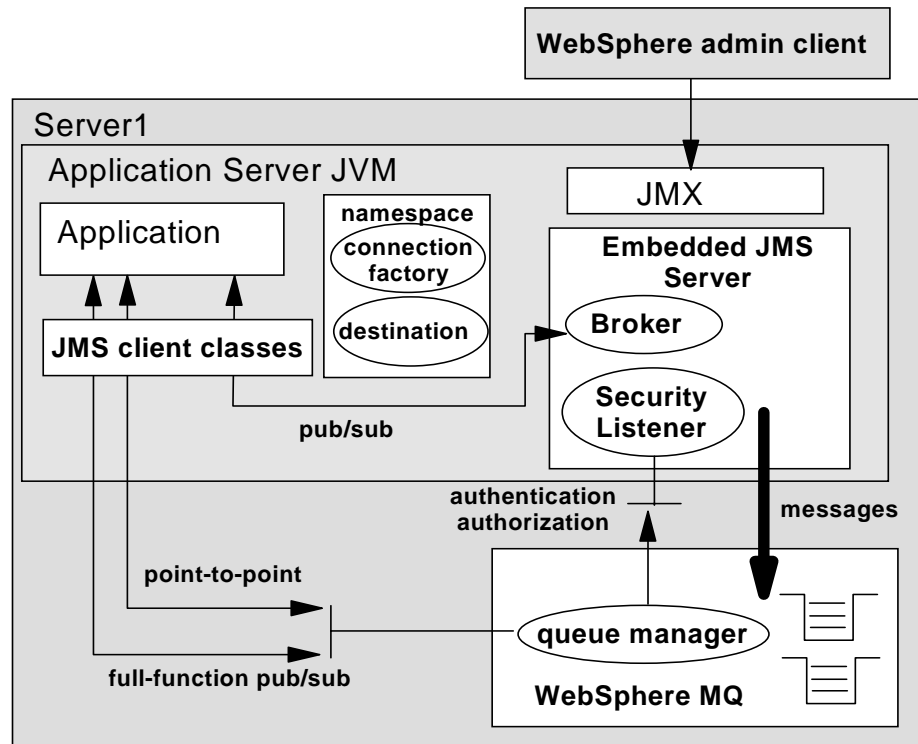 WebSphere admin client
Server1
Application Server JVM
JMX
Application
namespace
connection
factory
destination
Embedded JMS
Server
Broker
Security
Listener
JMS client classes
pub/sub
authentication
authorization
messages
point-to-point
full-function pub/sub
queue manager
WebSphere MQ